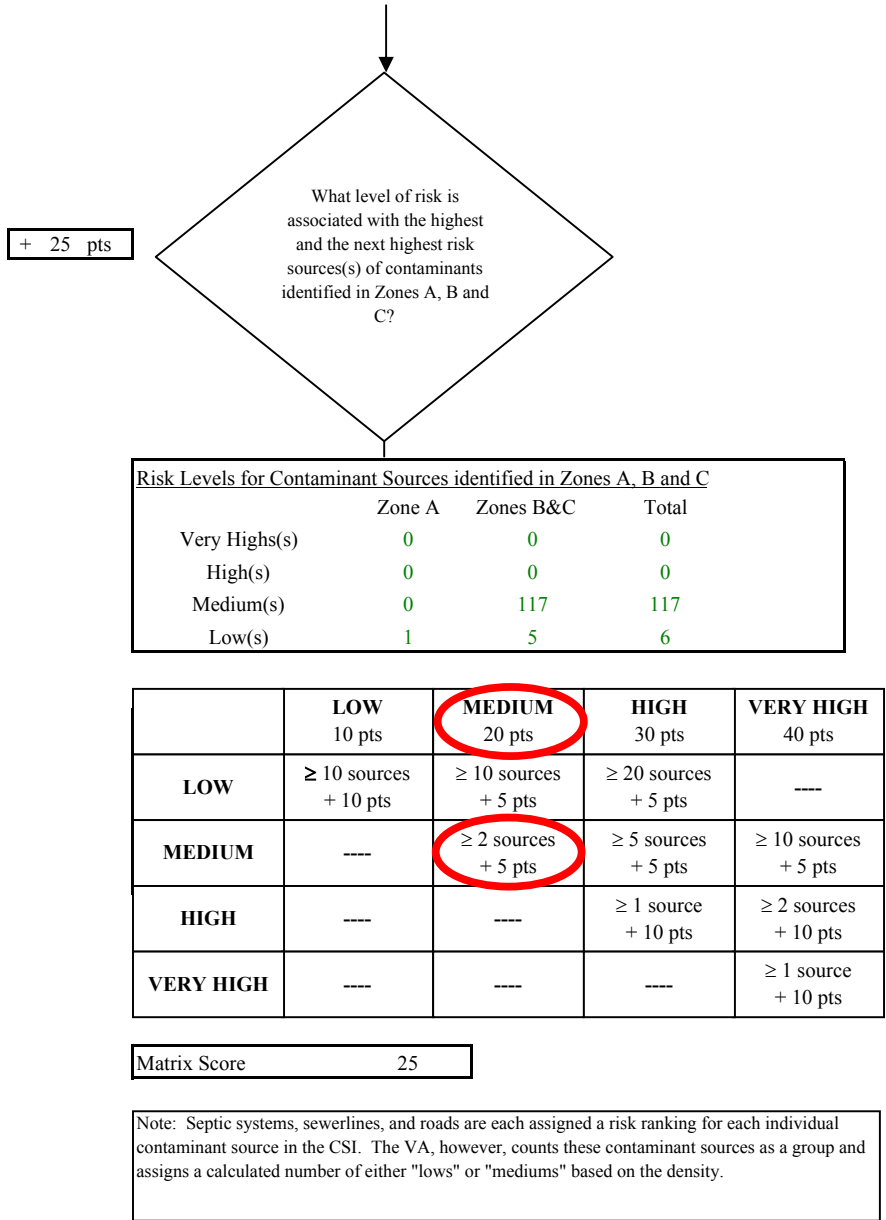 What level of risk is
associated with the highest
and the next highest risk
sources(s) of contaminants
identified in Zones A, B and
C?
+ 25 pts
Risk Levels for Contaminant Sources identified in Zones A, B and C
Zone A Zones B&C Total
Very Highs(s) 0 0 0
High(s) 0 0 0
Medium(s) 0 117 117
Low(s) 1 5 6
LOW MEDIUM HIGH VERY HIGH
10 pts 20 pts 30 pts 40 pts
LOW ≥ 10 sources ≥ 10 sources ≥ 20 sources ----
+ 10 pts + 5 pts + 5 pts
MEDIUM ---- ≥ 2 sources ≥ 5 sources ≥ 10 sources
+ 5 pts + 5 pts + 5 pts
HIGH ---- ---- ≥ 1 source ≥ 2 sources
+ 10 pts + 10 pts
VERY HIGH ---- ---- ---- ≥ 1 source
+ 10 pts
Matrix Score 25
Note: Septic systems, sewerlines, and roads are each assigned a risk ranking for each individual
contaminant source in the CSI. The VA, however, counts these contaminant sources as a group and
assigns a calculated number of either "lows" or "mediums" based on the density.